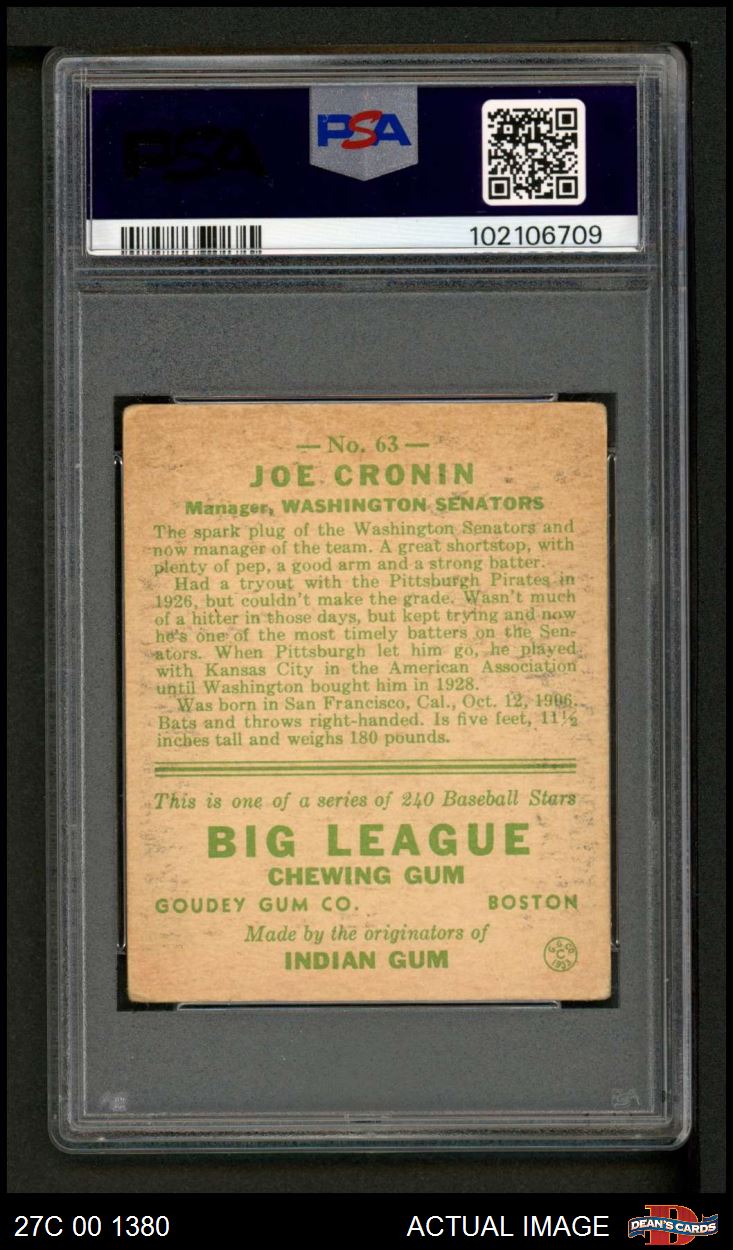 PSA
PSA
102106709
— No. 63 —
JOE CRONIN
Manager, WASHINGTON SENATORS
The spark plug of the Washington Senators and
now manager of the team. A great shortstop, with
plenty of pep, a good arm and a strong batter.
Had a tryout with the Pittsburgh Pirates in
1926, but couldn't make the grade. Wasn't much
of a hitter in those days, but kept trying and now
he's one of the most timely batters on the Sen-
ators. When Pittsburgh let him go, he played
with Kansas City in the American Association
until Washington bought him in 1928.
Was born in San Francisco, Cal., Oct. 12, 1906.
Bats and throws right-handed. Is five feet, 11½
inches tall and weighs 180 pounds.
This is one of a series of 240 Baseball Stars
BIG LEAGUE
CHEWING GUM
GOUDEY GUM CO. BOSTON
Made by the originators of
INDIAN GUM
G. G. CO.
C
1933
27C 00 1380 ACTUAL IMAGE D DEAN'S CARDS